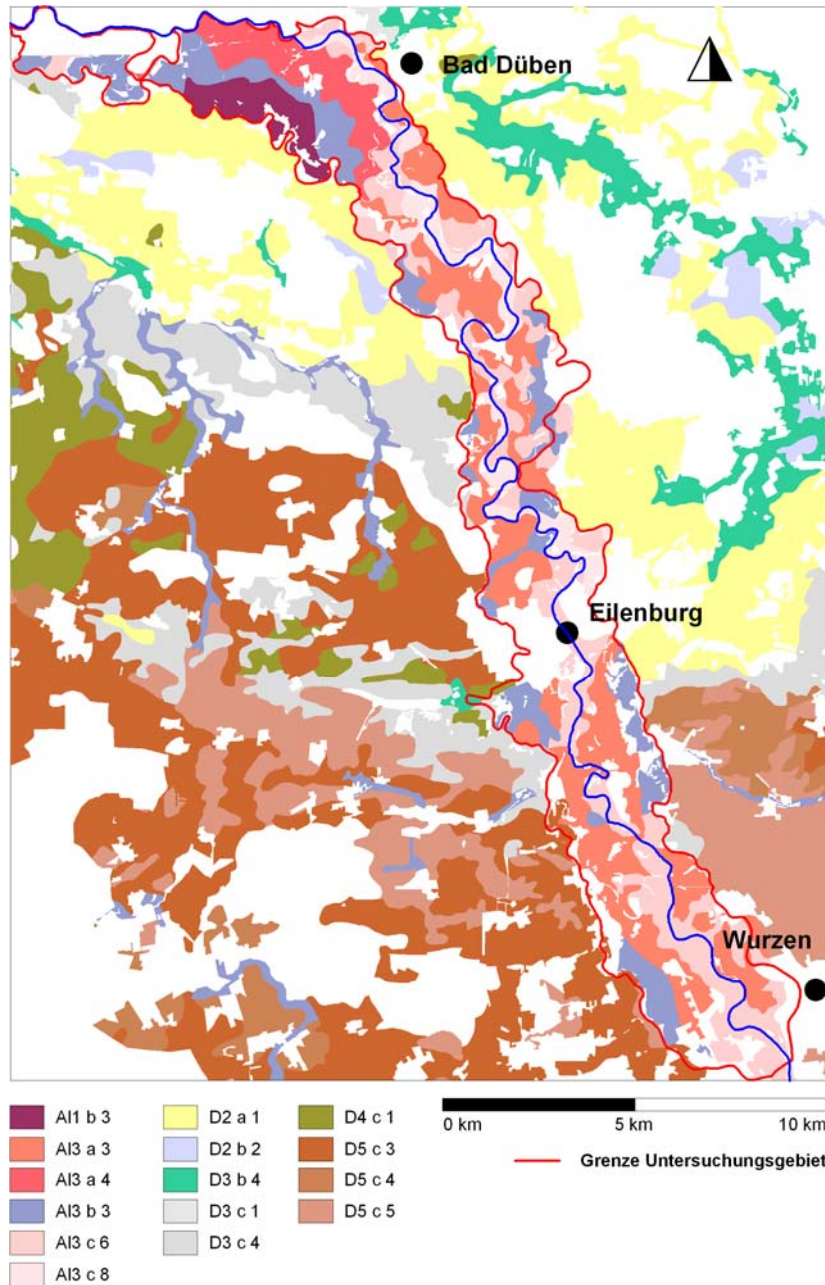 Bad Düben
Eilenburg
Wurzen
Al1 b 3
Al3 a 3
Al3 a 4
Al3 b 3
Al3 c 6
Al3 c 8
D2 a 1
D2 b 2
D3 b 4
D3 c 1
D3 c 4
D4 c 1
D5 c 3
D5 c 4
D5 c 5
0 km 5 km 10 km
Grenze Untersuchungsgebiet